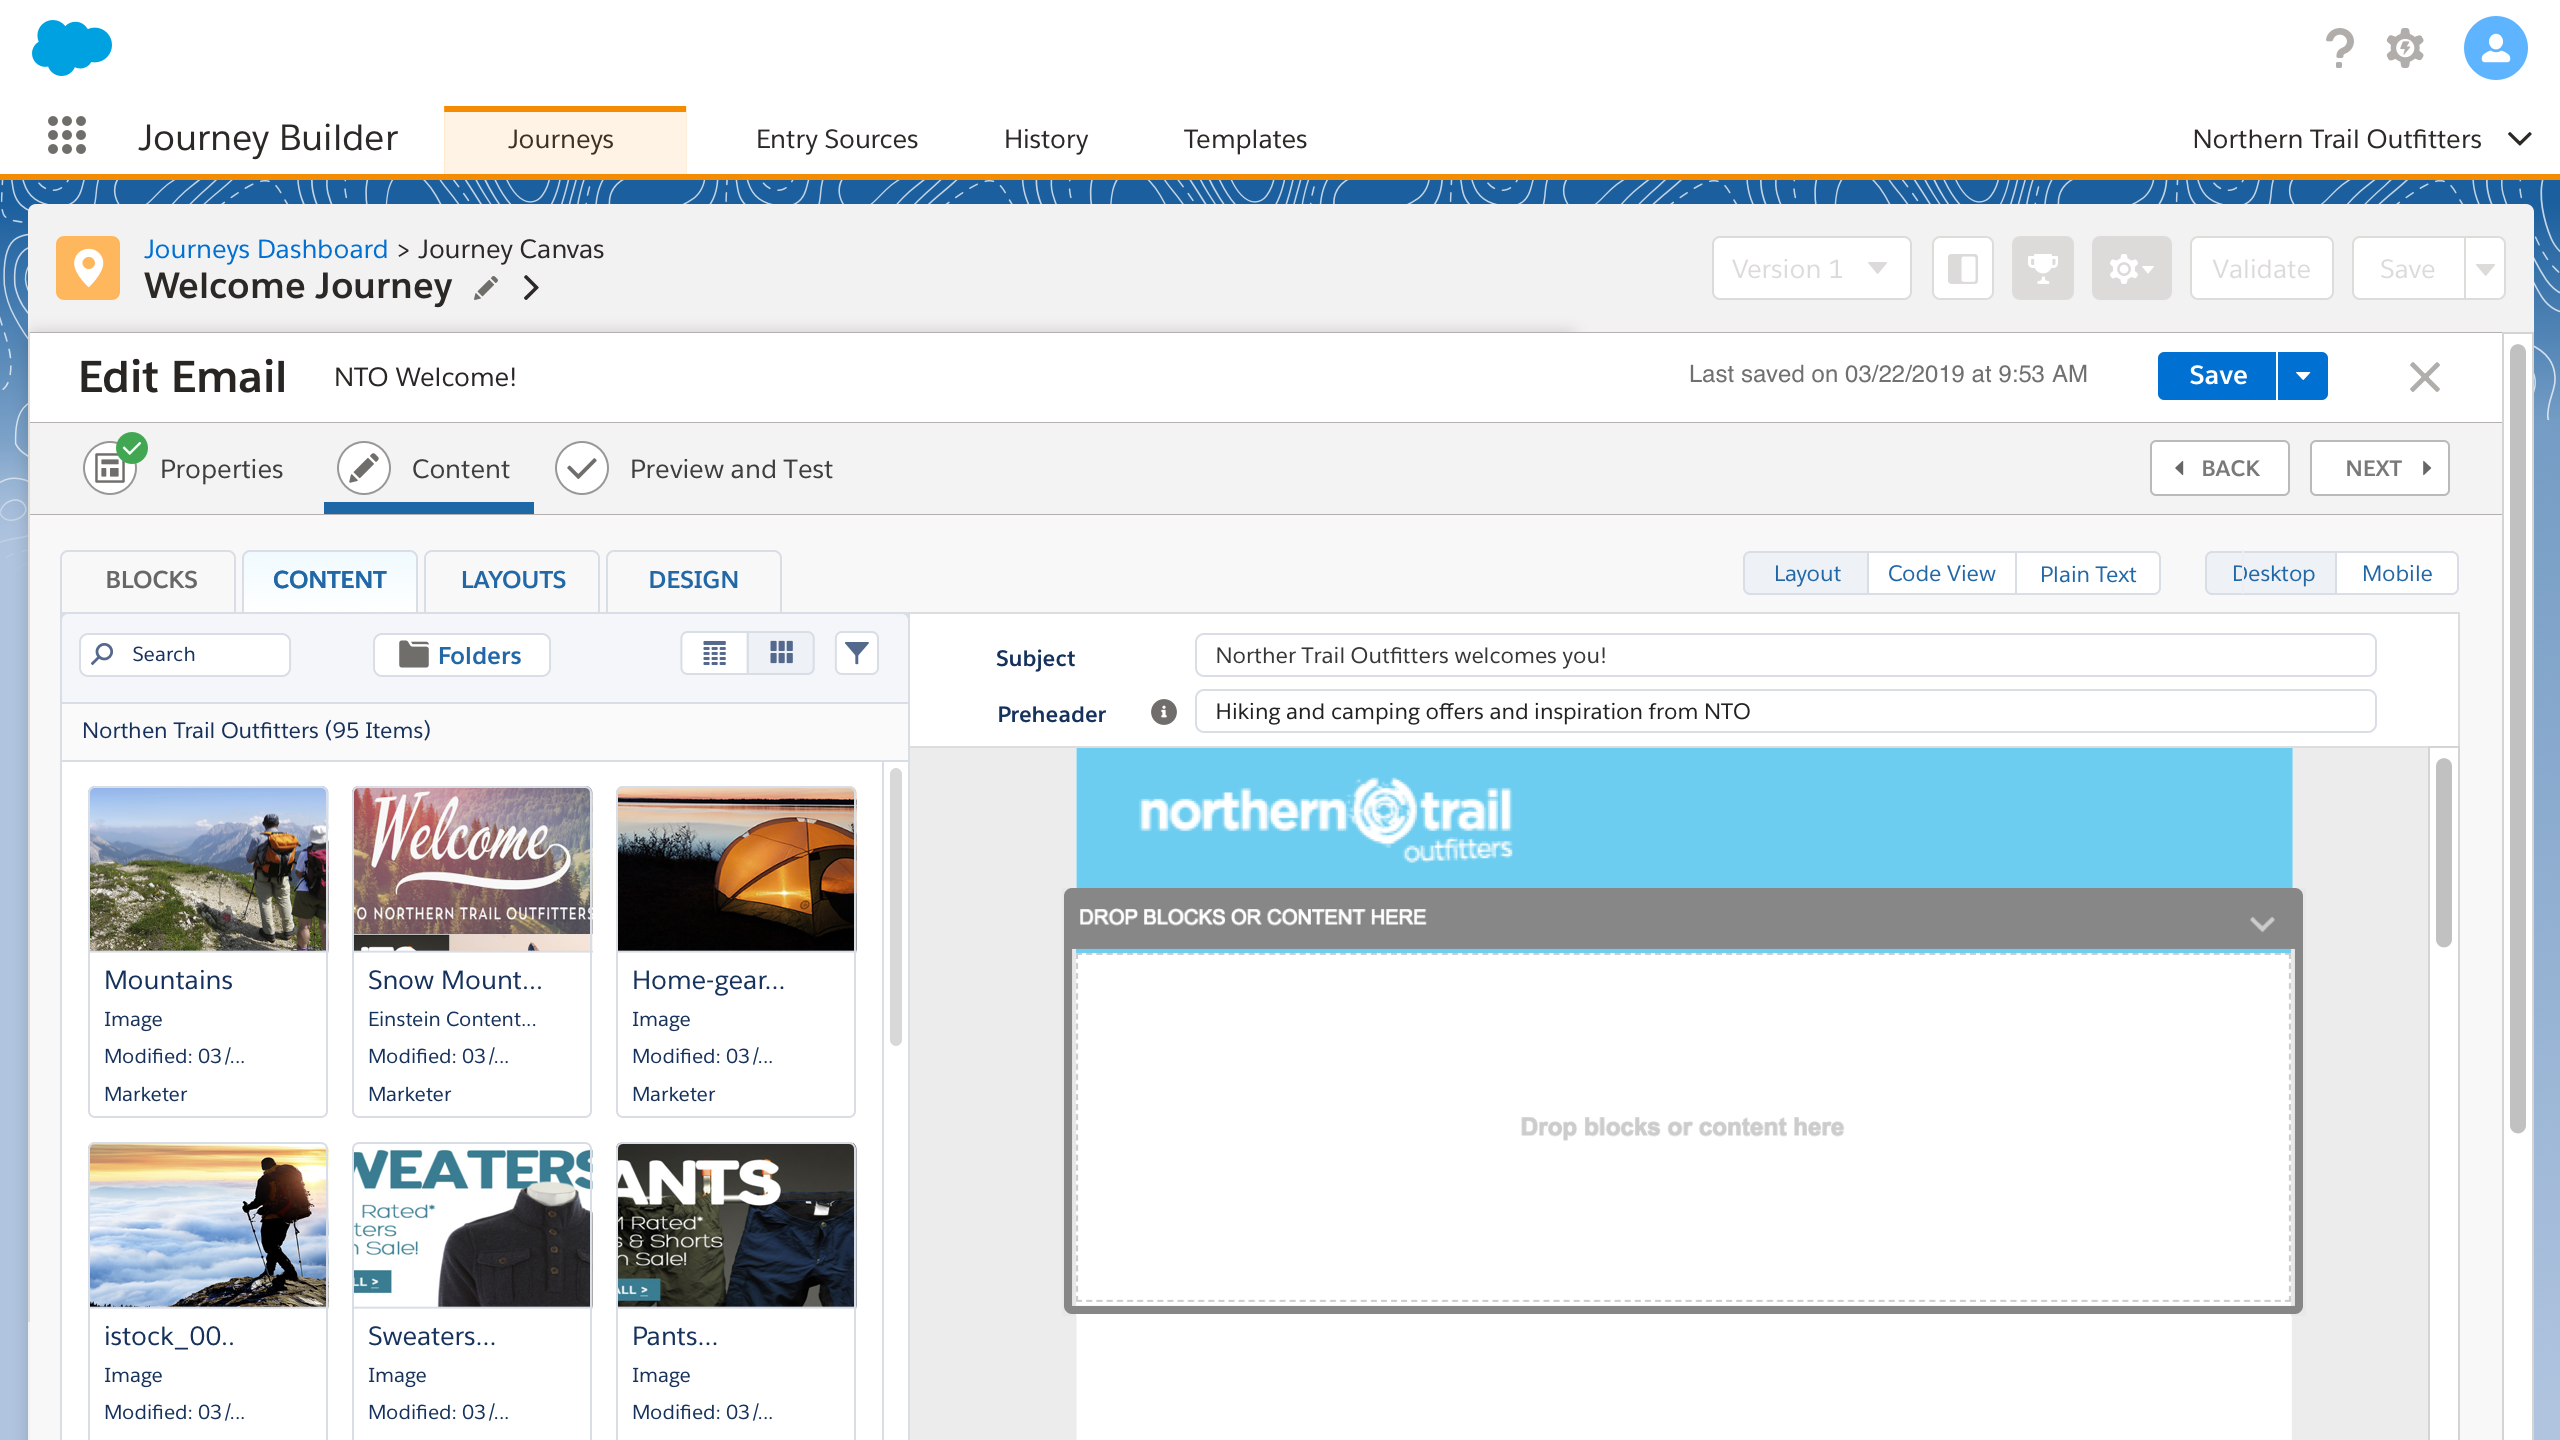 Journey Builder
Journeys
Entry Sources
History
Templates
Northern Trail Outfitters
Journeys Dashboard > Journey Canvas
Welcome Journey
Version 1
Validate
Save
Edit Email
NTO Welcome!
Last saved on 03/22/2019 at 9:53 AM
Save
Properties
Content
Preview and Test
BACK
NEXT
BLOCKS
CONTENT
LAYOUTS
DESIGN
Layout
Code View
Plain Text
Desktop
Mobile
Search
Folders
Subject
Norther Trail Outfitters welcomes you!
Preheader
Hiking and camping offers and inspiration from NTO
Northen Trail Outfitters (95 Items)
northern trail
outfitters
DROP BLOCKS OR CONTENT HERE
Drop blocks or content here
Mountains
Image
Modified: 03/...
Marketer
Welcome
O NORTHERN TRAIL OUTFITTERS
Snow Mount...
Einstein Content...
Modified: 03/...
Marketer
Home-gear...
Image
Modified: 03/...
Marketer
istock_00..
Image
Modified: 03/...
WEATERS
Rated*
ters
n Sale!
LL >
Sweaters...
Image
Modified: 03/...
ANTS
M Rated*
s & Shorts
n Sale!
ALL >
Pants...
Image
Modified: 03/...